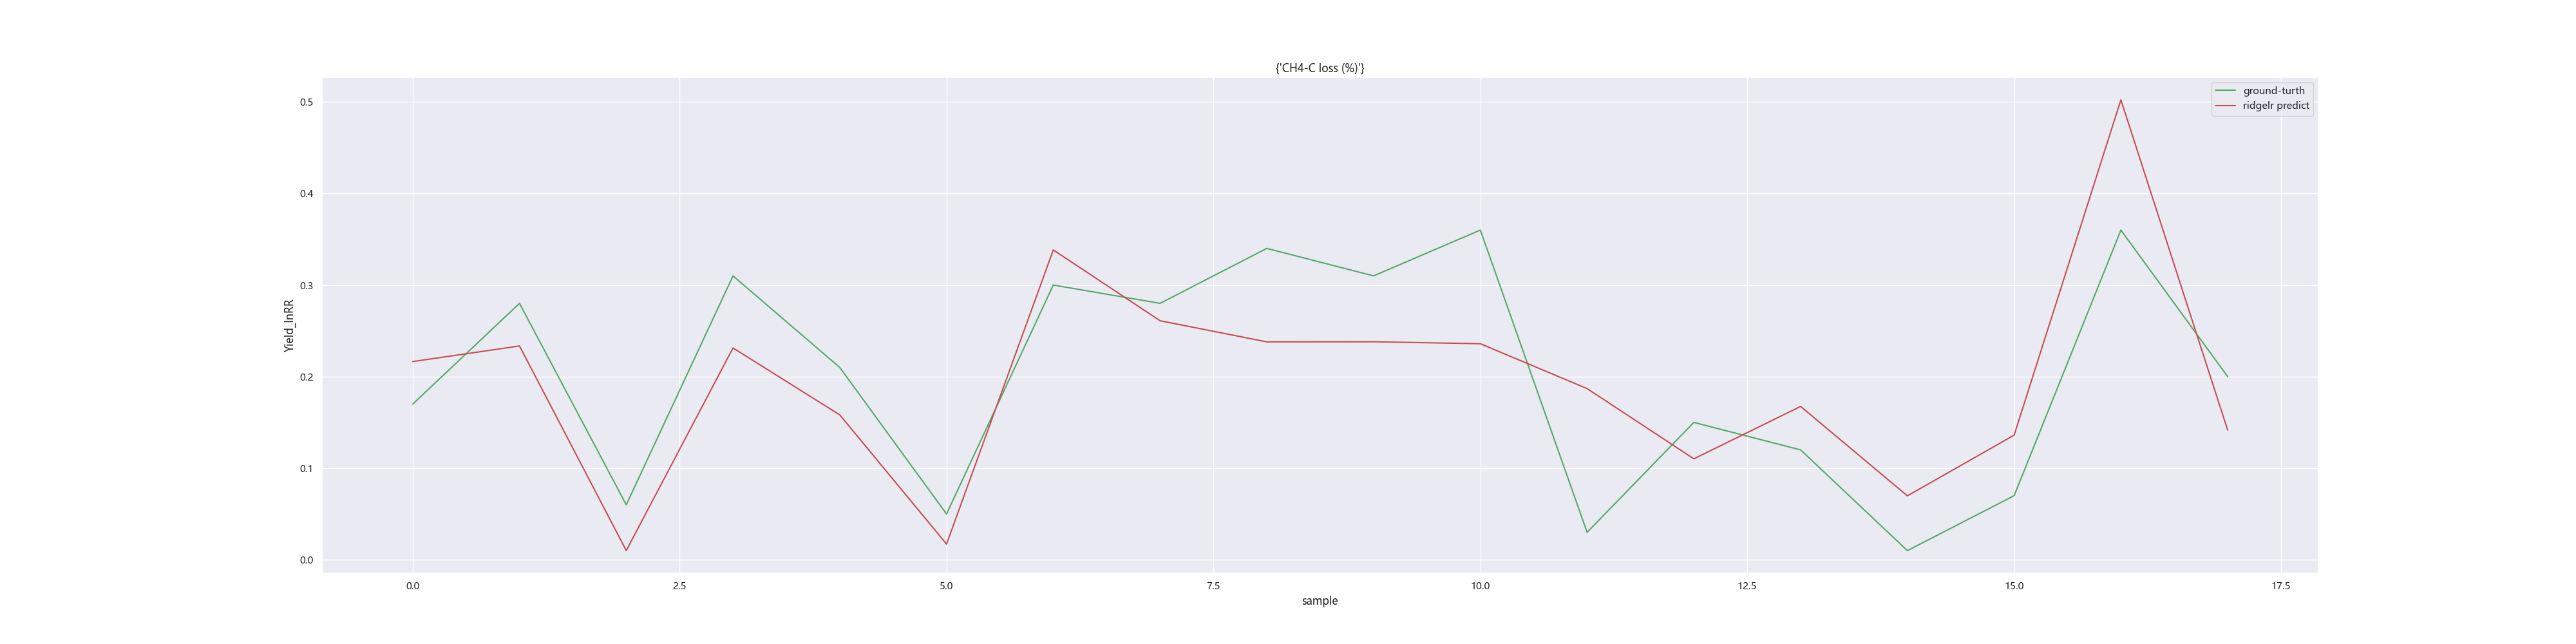 {'CH4-C loss (%)'}
ground-turth
ridgelr predict
Yield_lnRR
0.5
0.4
0.3
0.2
0.1
0.0
0.0 2.5 5.0 7.5 10.0 12.5 15.0 17.5
sample